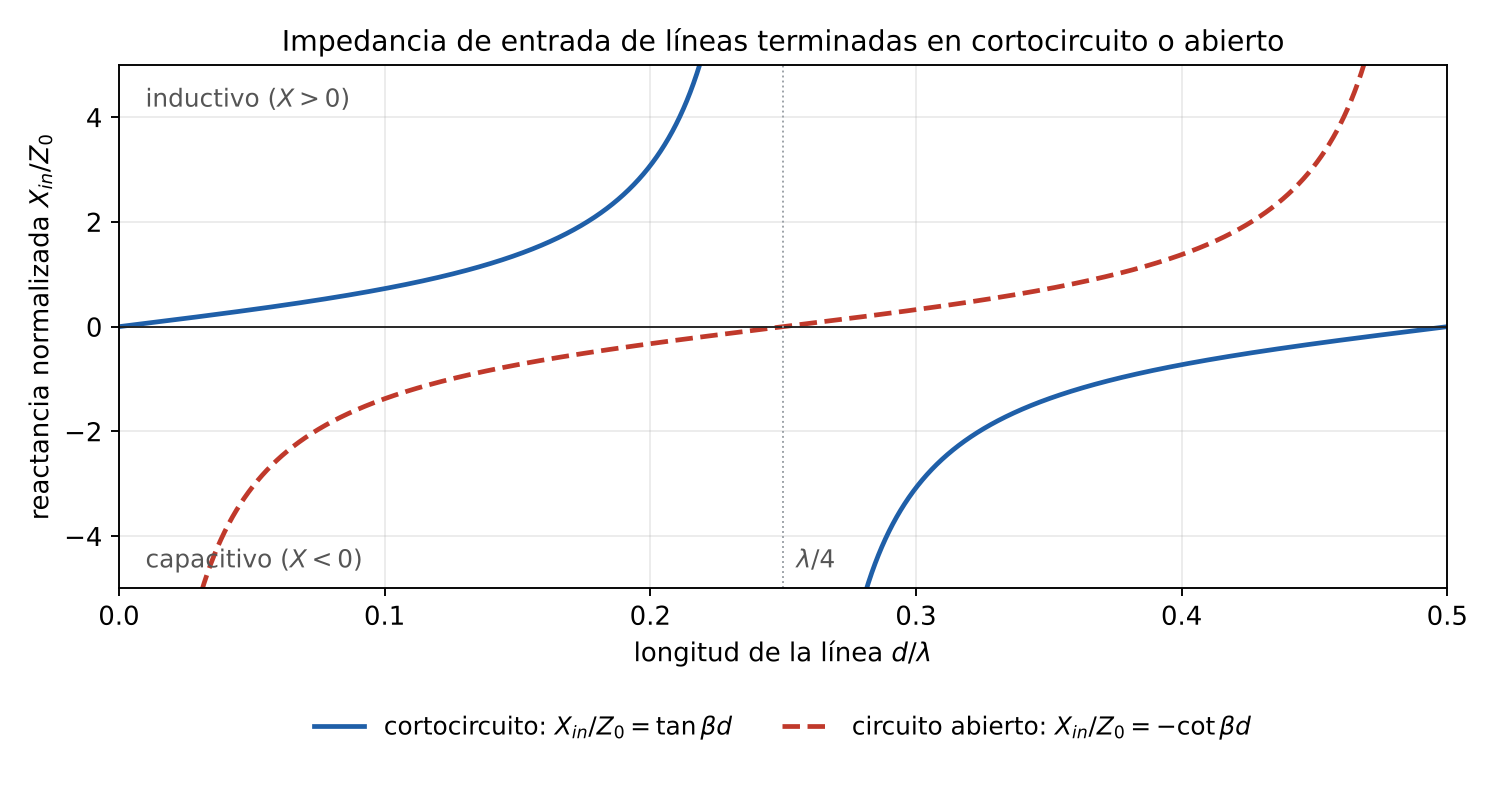 Impedancia de entrada de líneas terminadas en cortocircuito o abierto
reactancia normalizada X_in/Z_0
4
2
0
−2
−4
inductivo (X > 0)
capacitivo (X < 0)
λ/4
0.0
0.1
0.2
0.3
0.4
0.5
longitud de la línea d/λ
cortocircuito: X_in/Z_0 = tan βd
circuito abierto: X_in/Z_0 = −cot βd